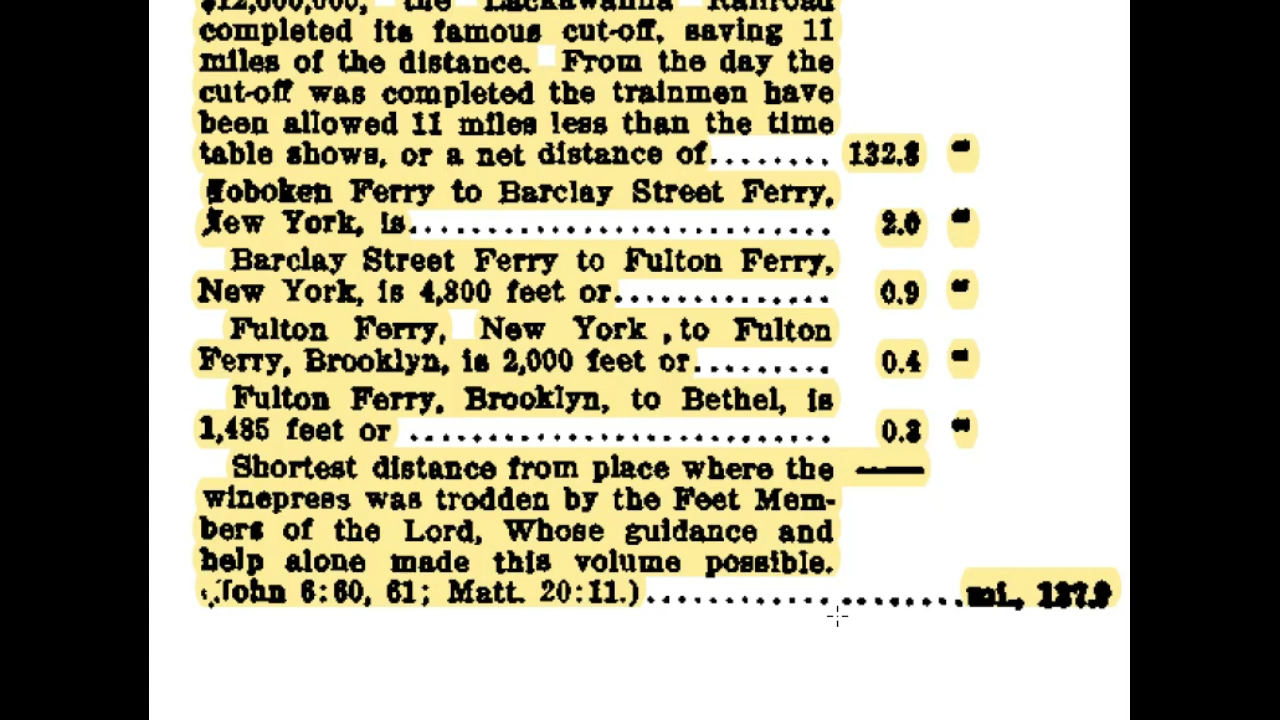 $12,000,000, the Lackawanna Railroad
completed its famous cut-off, saving 11
miles of the distance. From the day the
cut-off was completed the trainmen have
been allowed 11 miles less than the time
table shows, or a net distance of........ 132.8 "
Hoboken Ferry to Barclay Street Ferry,
New York, is............................ 2.0 "
Barclay Street Ferry to Fulton Ferry,
New York, is 4,800 feet or.............. 0.9 "
Fulton Ferry, New York , to Fulton
Ferry, Brooklyn, is 2,000 feet or......... 0.4 "
Fulton Ferry, Brooklyn, to Bethel, is
1,485 feet or ............................ 0.3 "
Shortest distance from place where the
winepress was trodden by the Feet Mem-
bers of the Lord, Whose guidance and
help alone made this volume possible.
(John 6:60, 61; Matt. 20:11.).....................mi., 137.9